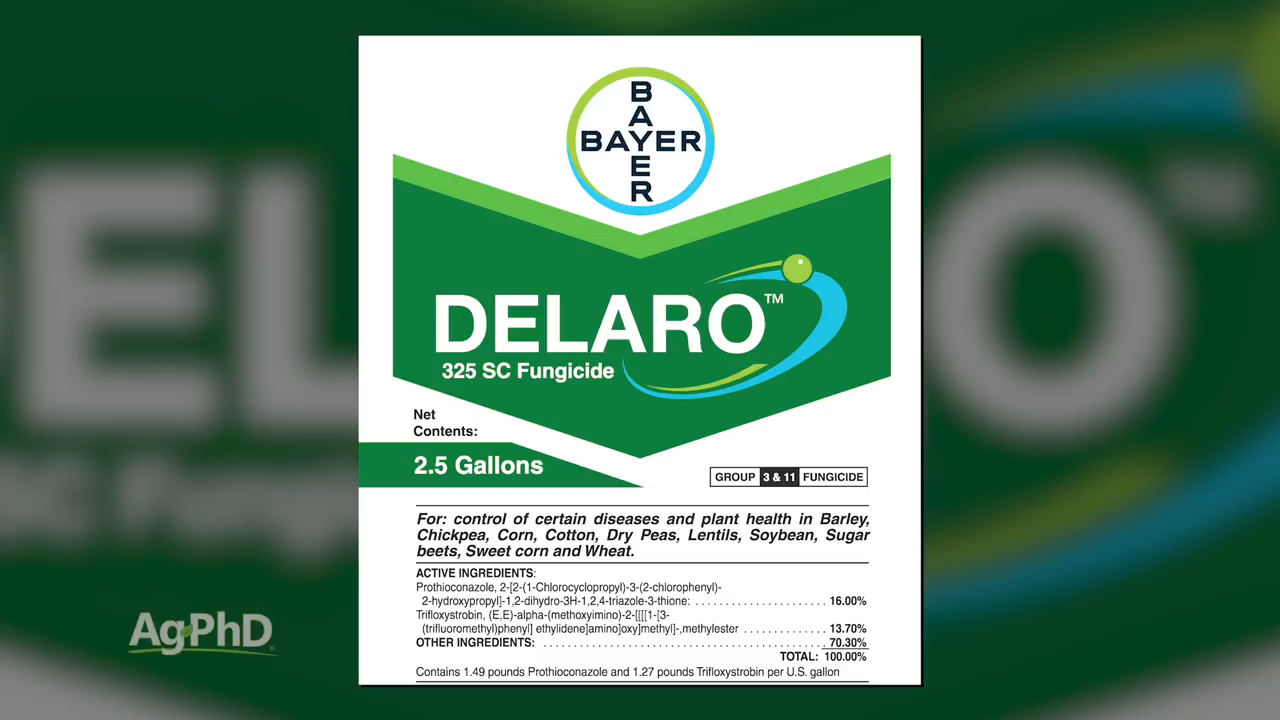 BAYER
BAYER
DELARO™
325 SC Fungicide
Net
Contents:
2.5 Gallons
GROUP 3 & 11 FUNGICIDE
For: control of certain diseases and plant health in Barley,
Chickpea, Corn, Cotton, Dry Peas, Lentils, Soybean, Sugar
beets, Sweet corn and Wheat.
ACTIVE INGREDIENTS:
Prothioconazole, 2-[2-(1-Chlorocyclopropyl)-3-(2-chlorophenyl)-
2-hydroxypropyl]-1,2-dihydro-3H-1,2,4-triazole-3-thione: . . . . . . . . . . . . . . . . . . . . . . 16.00%
Trifloxystrobin, (E,E)-alpha-(methoxyimino)-2-[[[[1-[3-
(trifluoromethyl)phenyl] ethylidene]amino]oxy]methyl]-,methylester . . . . . . . . . . . . . . 13.70%
OTHER INGREDIENTS: . . . . . . . . . . . . . . . . . . . . . . . . . . . . . . . . . . . . . . . . . . . . . . . 70.30%
TOTAL: 100.00%
Contains 1.49 pounds Prothioconazole and 1.27 pounds Trifloxystrobin per U.S. gallon
AgPhD